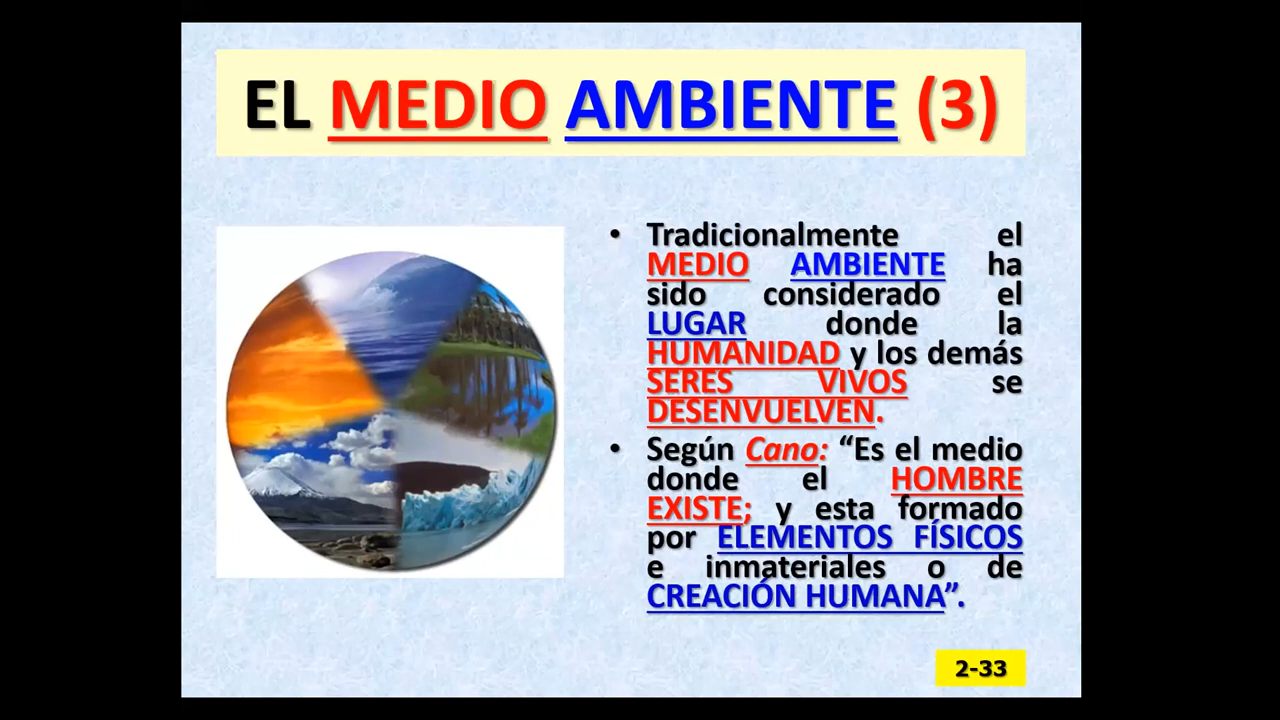 EL MEDIO AMBIENTE (3)
• Tradicionalmente el
MEDIO AMBIENTE ha
sido considerado el
LUGAR donde la
HUMANIDAD y los demás
SERES VIVOS se
DESENVUELVEN.
• Según Cano: “Es el medio
donde el HOMBRE
EXISTE; y esta formado
por ELEMENTOS FÍSICOS
e inmateriales o de
CREACIÓN HUMANA”.
2-33